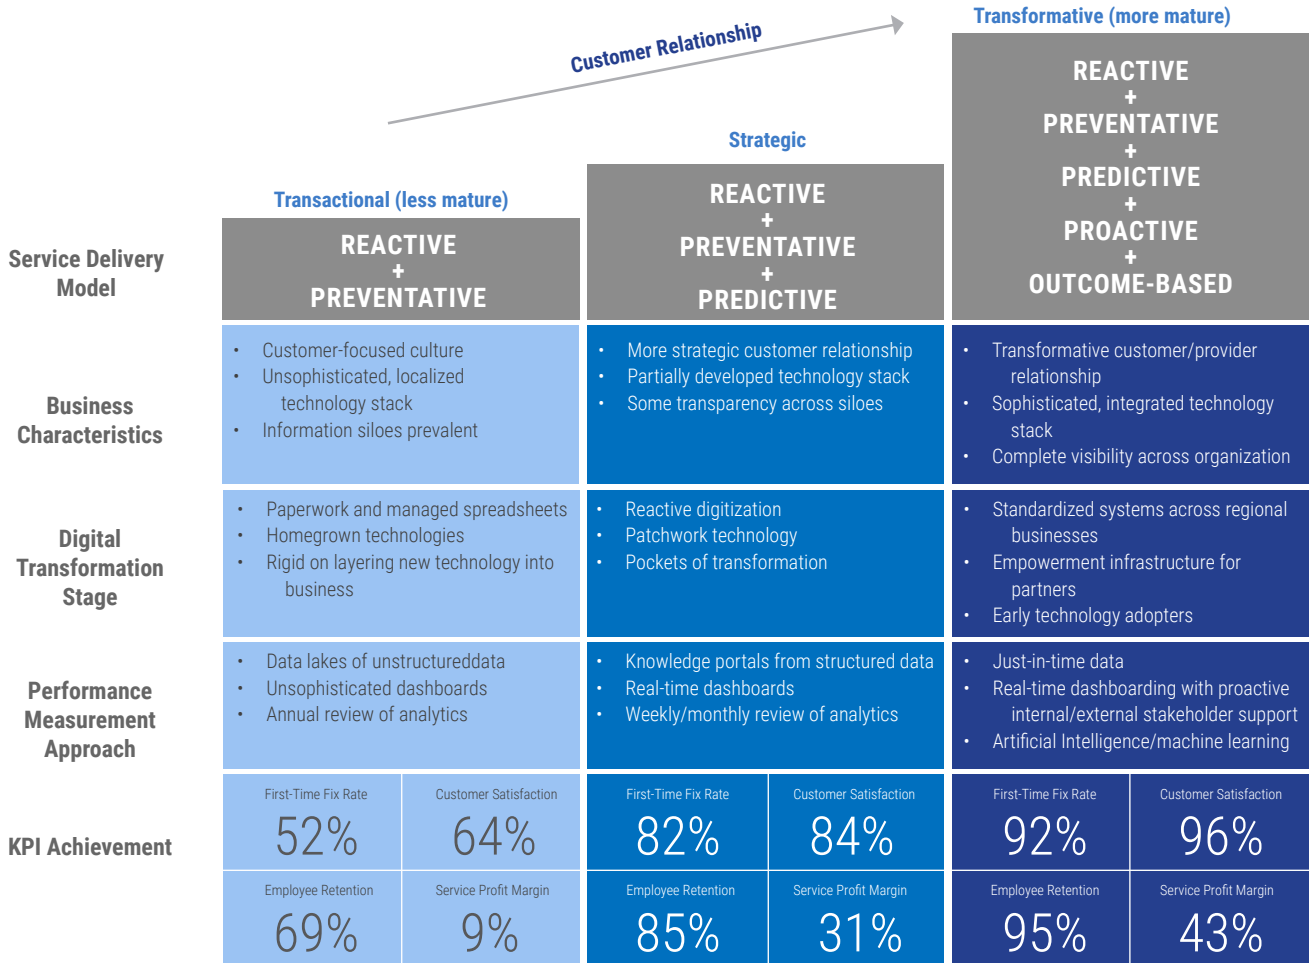 Transformative (more mature)
Customer Relationship
REACTIVE
+
PREVENTATIVE
+
PREDICTIVE
+
PROACTIVE
+
OUTCOME-BASED
Strategic
REACTIVE
+
PREVENTATIVE
+
PREDICTIVE
Transactional (less mature)
REACTIVE
+
PREVENTATIVE
Service Delivery
Model
Business
Characteristics
• Customer-focused culture
• Unsophisticated, localized
technology stack
• Information siloes prevalent
• More strategic customer relationship
• Partially developed technology stack
• Some transparency across siloes
• Transformative customer/provider
relationship
• Sophisticated, integrated technology
stack
• Complete visibility across organization
Digital
Transformation
Stage
• Paperwork and managed spreadsheets
• Homegrown technologies
• Rigid on layering new technology into
business
• Reactive digitization
• Patchwork technology
• Pockets of transformation
• Standardized systems across regional
businesses
• Empowerment infrastructure for
partners
• Early technology adopters
Performance
Measurement
Approach
• Data lakes of unstructureddata
• Unsophisticated dashboards
• Annual review of analytics
• Knowledge portals from structured data
• Real-time dashboards
• Weekly/monthly review of analytics
• Just-in-time data
• Real-time dashboarding with proactive
internal/external stakeholder support
• Artificial Intelligence/machine learning
KPI Achievement
First-Time Fix Rate
52%
Customer Satisfaction
64%
Employee Retention
69%
Service Profit Margin
9%
First-Time Fix Rate
82%
Customer Satisfaction
84%
Employee Retention
85%
Service Profit Margin
31%
First-Time Fix Rate
92%
Customer Satisfaction
96%
Employee Retention
95%
Service Profit Margin
43%